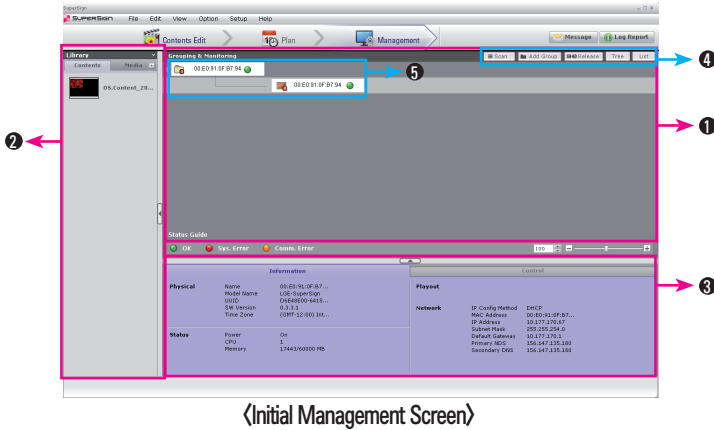 SuperSign
SUPERSIGN File Edit View Option Setup Help
Contents Edit Plan Management Message Log Report
Library
Contents Media
DS.Content_20...
Grouping & Monitoring
Scan Add Group Release Tree List
00:E0:91:0F:B7:94
00:E0:91:0F:B7:94
Status Guide
OK Sys. Error Comm. Error 100
Information Control
Physical Name 00:E0:91:0F:B7...
Model Name LGE-SuperSign
UUID D6E48E00-6415...
SW Version 0.3.3.1
Time Zone (GMT-12:00) Int...
Status Power On
CPU 1
Memory 17443/60000 MB
Playout
Network IP Config Method DHCP
MAC Address 00:E0:91:0F:B7...
IP Address 10.177.170.67
Subnet Mask 255.255.254.0
Default Gateway 10.177.170.1
Primary NDS 156.147.135.180
Secondary DNS 156.147.135.180
❶
❷
❸
❹
❺
〈Initial Management Screen〉